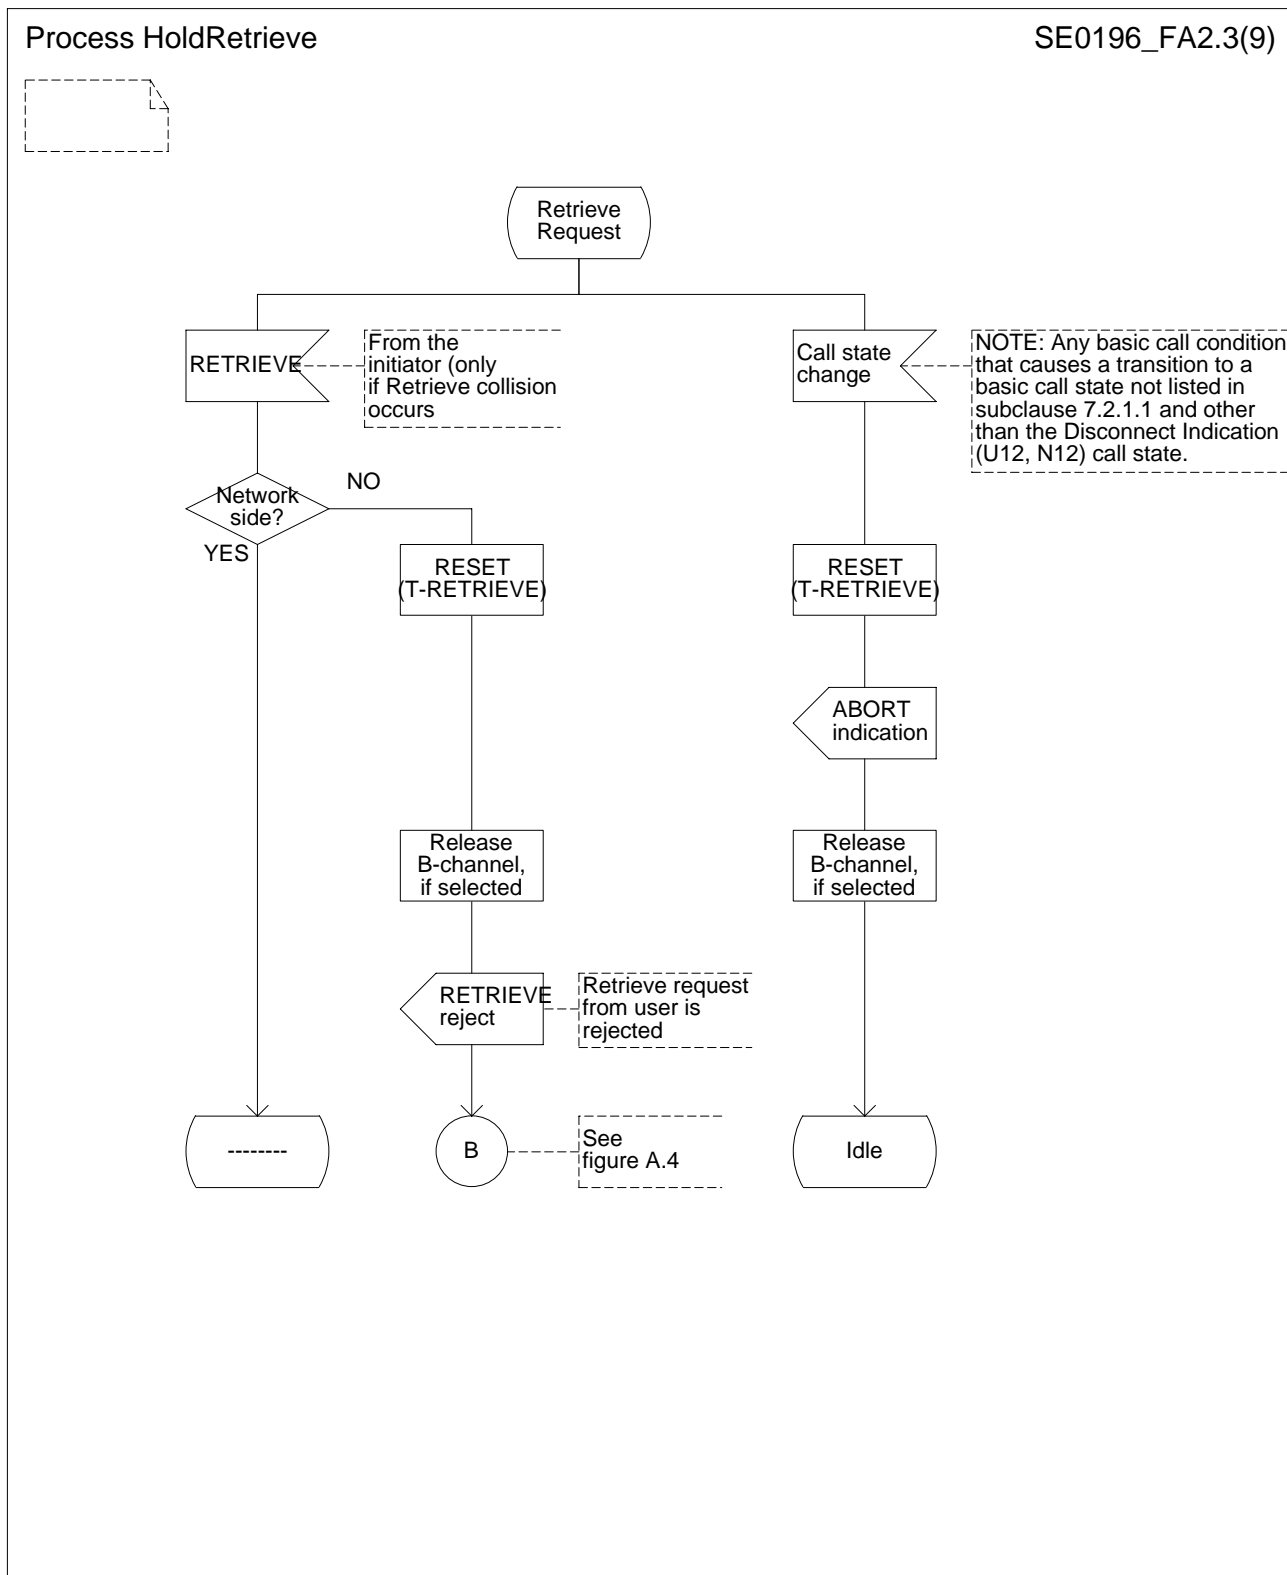 Process HoldRetrieve
SE0196_FA2.3(9)
Retrieve
Request
RETRIEVE
From the
initiator (only
if Retrieve collision
occurs
Call state
change
NOTE: Any basic call condition
that causes a transition to a
basic call state not listed in
subclause 7.2.1.1 and other
than the Disconnect Indication
(U12, N12) call state.
Network
side?
NO
YES
RESET
(T-RETRIEVE)
RESET
(T-RETRIEVE)
ABORT
indication
Release
B-channel,
if selected
Release
B-channel,
if selected
RETRIEVE
reject
Retrieve request
from user is
rejected
--------
B
See
figure A.4
Idle